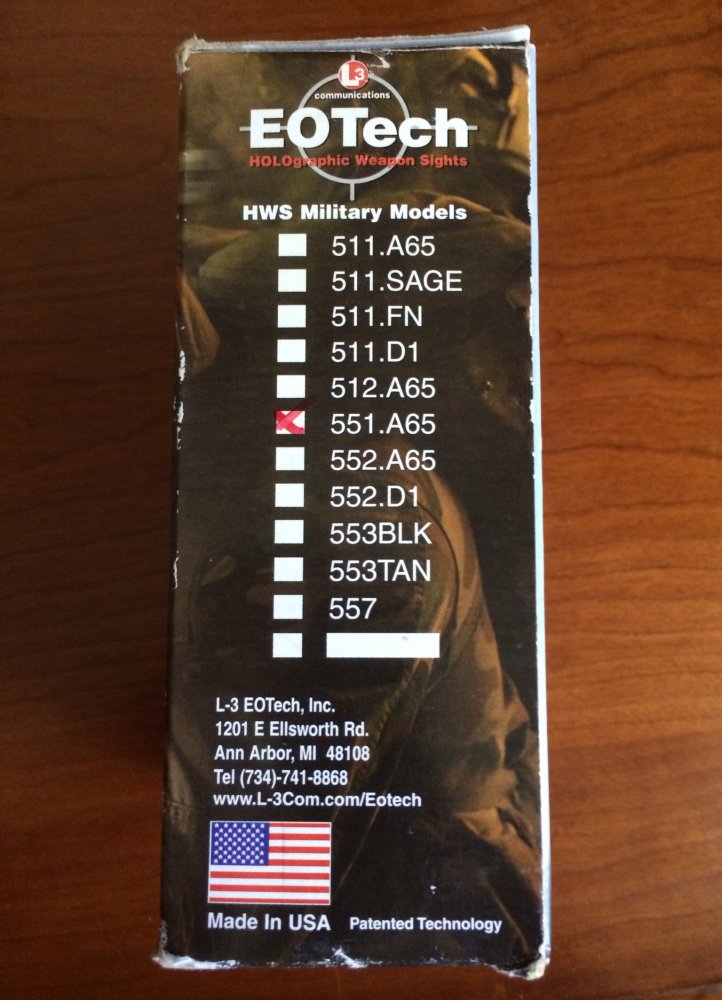 L3
communications
EOTech
HOLOgraphic Weapon Sights
HWS Military Models
511.A65
511.SAGE
511.FN
511.D1
512.A65
551.A65
552.A65
552.D1
553BLK
553TAN
557
L-3 EOTech, Inc.
1201 E Ellsworth Rd.
Ann Arbor, MI 48108
Tel (734)-741-8868
www.L-3Com.com/Eotech
Made In USA Patented Technology